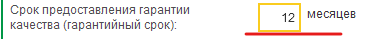 Срок предоставления гарантии
качества (гарантийный срок):
12 месяцев